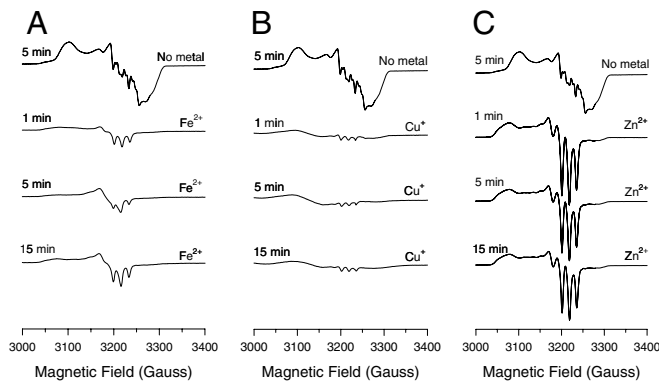 A
5 min
No metal
1 min
Fe2+
5 min
Fe2+
15 min
Fe2+
3000 3100 3200 3300 3400
Magnetic Field (Gauss)
B
5 min
No metal
1 min
Cu+
5 min
Cu+
15 min
Cu+
3000 3100 3200 3300 3400
Magnetic Field (Gauss)
C
5 min
No metal
1 min
Zn2+
5 min
Zn2+
15 min
Zn2+
3000 3100 3200 3300 3400
Magnetic Field (Gauss)